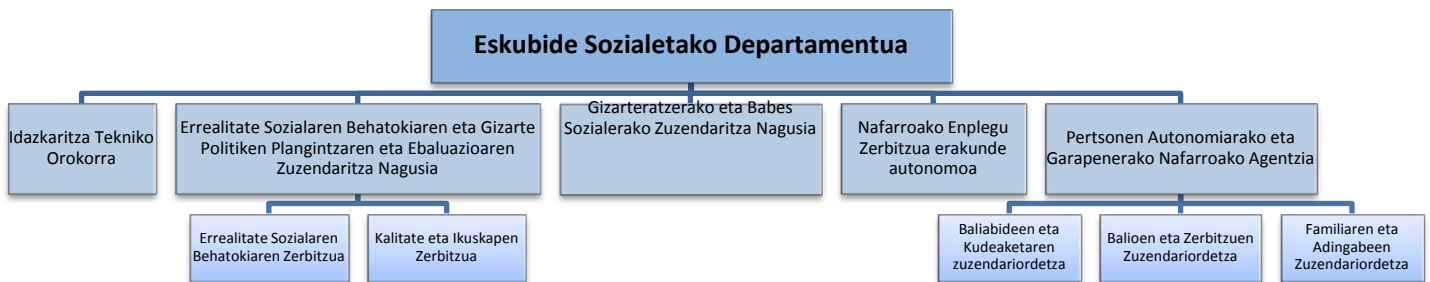 Eskubide Sozialetako Departamentua
Idazkaritza Tekniko
Orokorra
Errealitate Sozialaren Behatokiaren eta Gizarte
Politiken Plangintzaren eta Ebaluazioaren
Zuzendaritza Nagusia
Gizarteratzerako eta Babes
Sozialerako Zuzendaritza Nagusia
Nafarroako Enplegu
Zerbitzua erakunde
autonomoa
Pertsonen Autonomiarako eta
Garapenerako Nafarroako Agentzia
Errealitate Sozialaren
Behatokiaren Zerbitzua
Kalitate eta Ikuskapen
Zerbitzua
Baliabideen eta
Kudeaketaren
zuzendariordetza
Balioen eta Zerbitzuen
Zuzendariordetza
Familiaren eta
Adingabeen
Zuzendariordetza